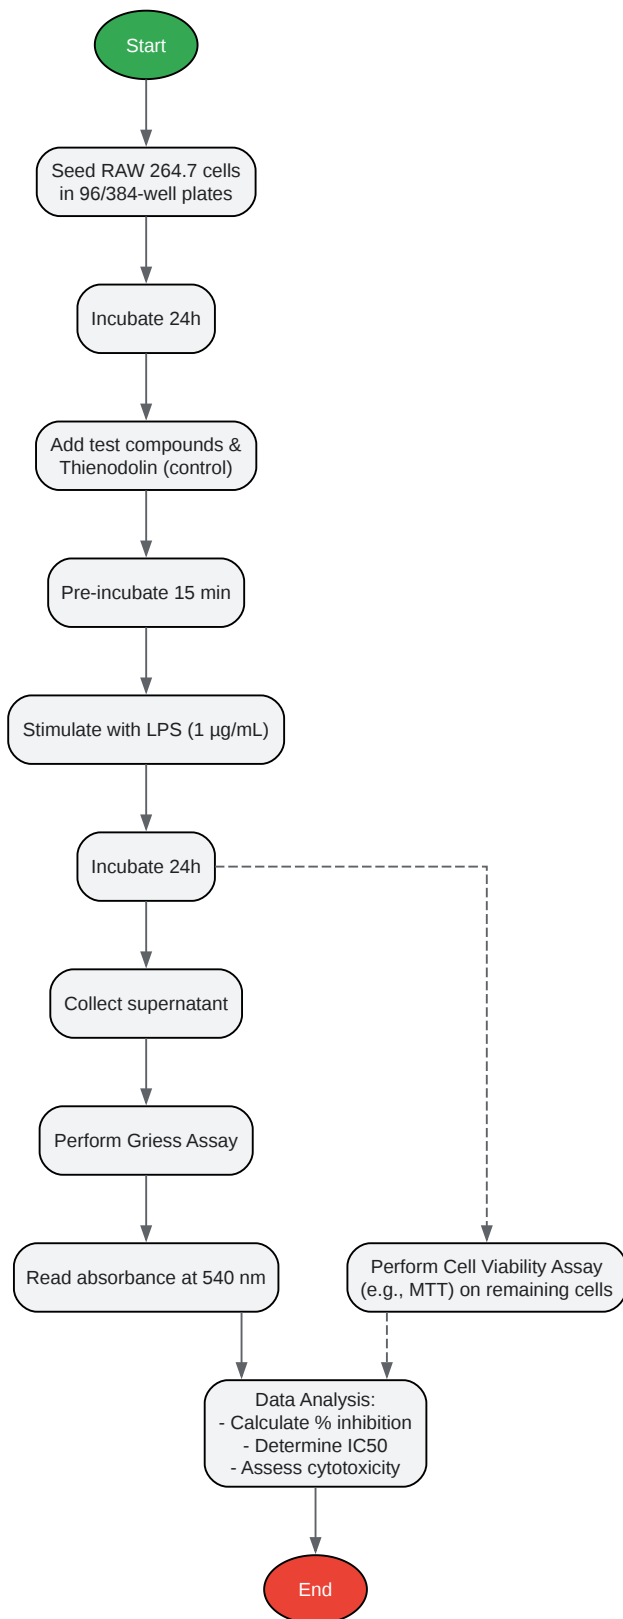 Start
Seed RAW 264.7 cells
in 96/384-well plates
Incubate 24h
Add test compounds &
Thienodolin (control)
Pre-incubate 15 min
Stimulate with LPS (1 µg/mL)
Incubate 24h
Collect supernatant
Perform Griess Assay
Read absorbance at 540 nm
Perform Cell Viability Assay
(e.g., MTT) on remaining cells
Data Analysis:
- Calculate % inhibition
- Determine IC50
- Assess cytotoxicity
End